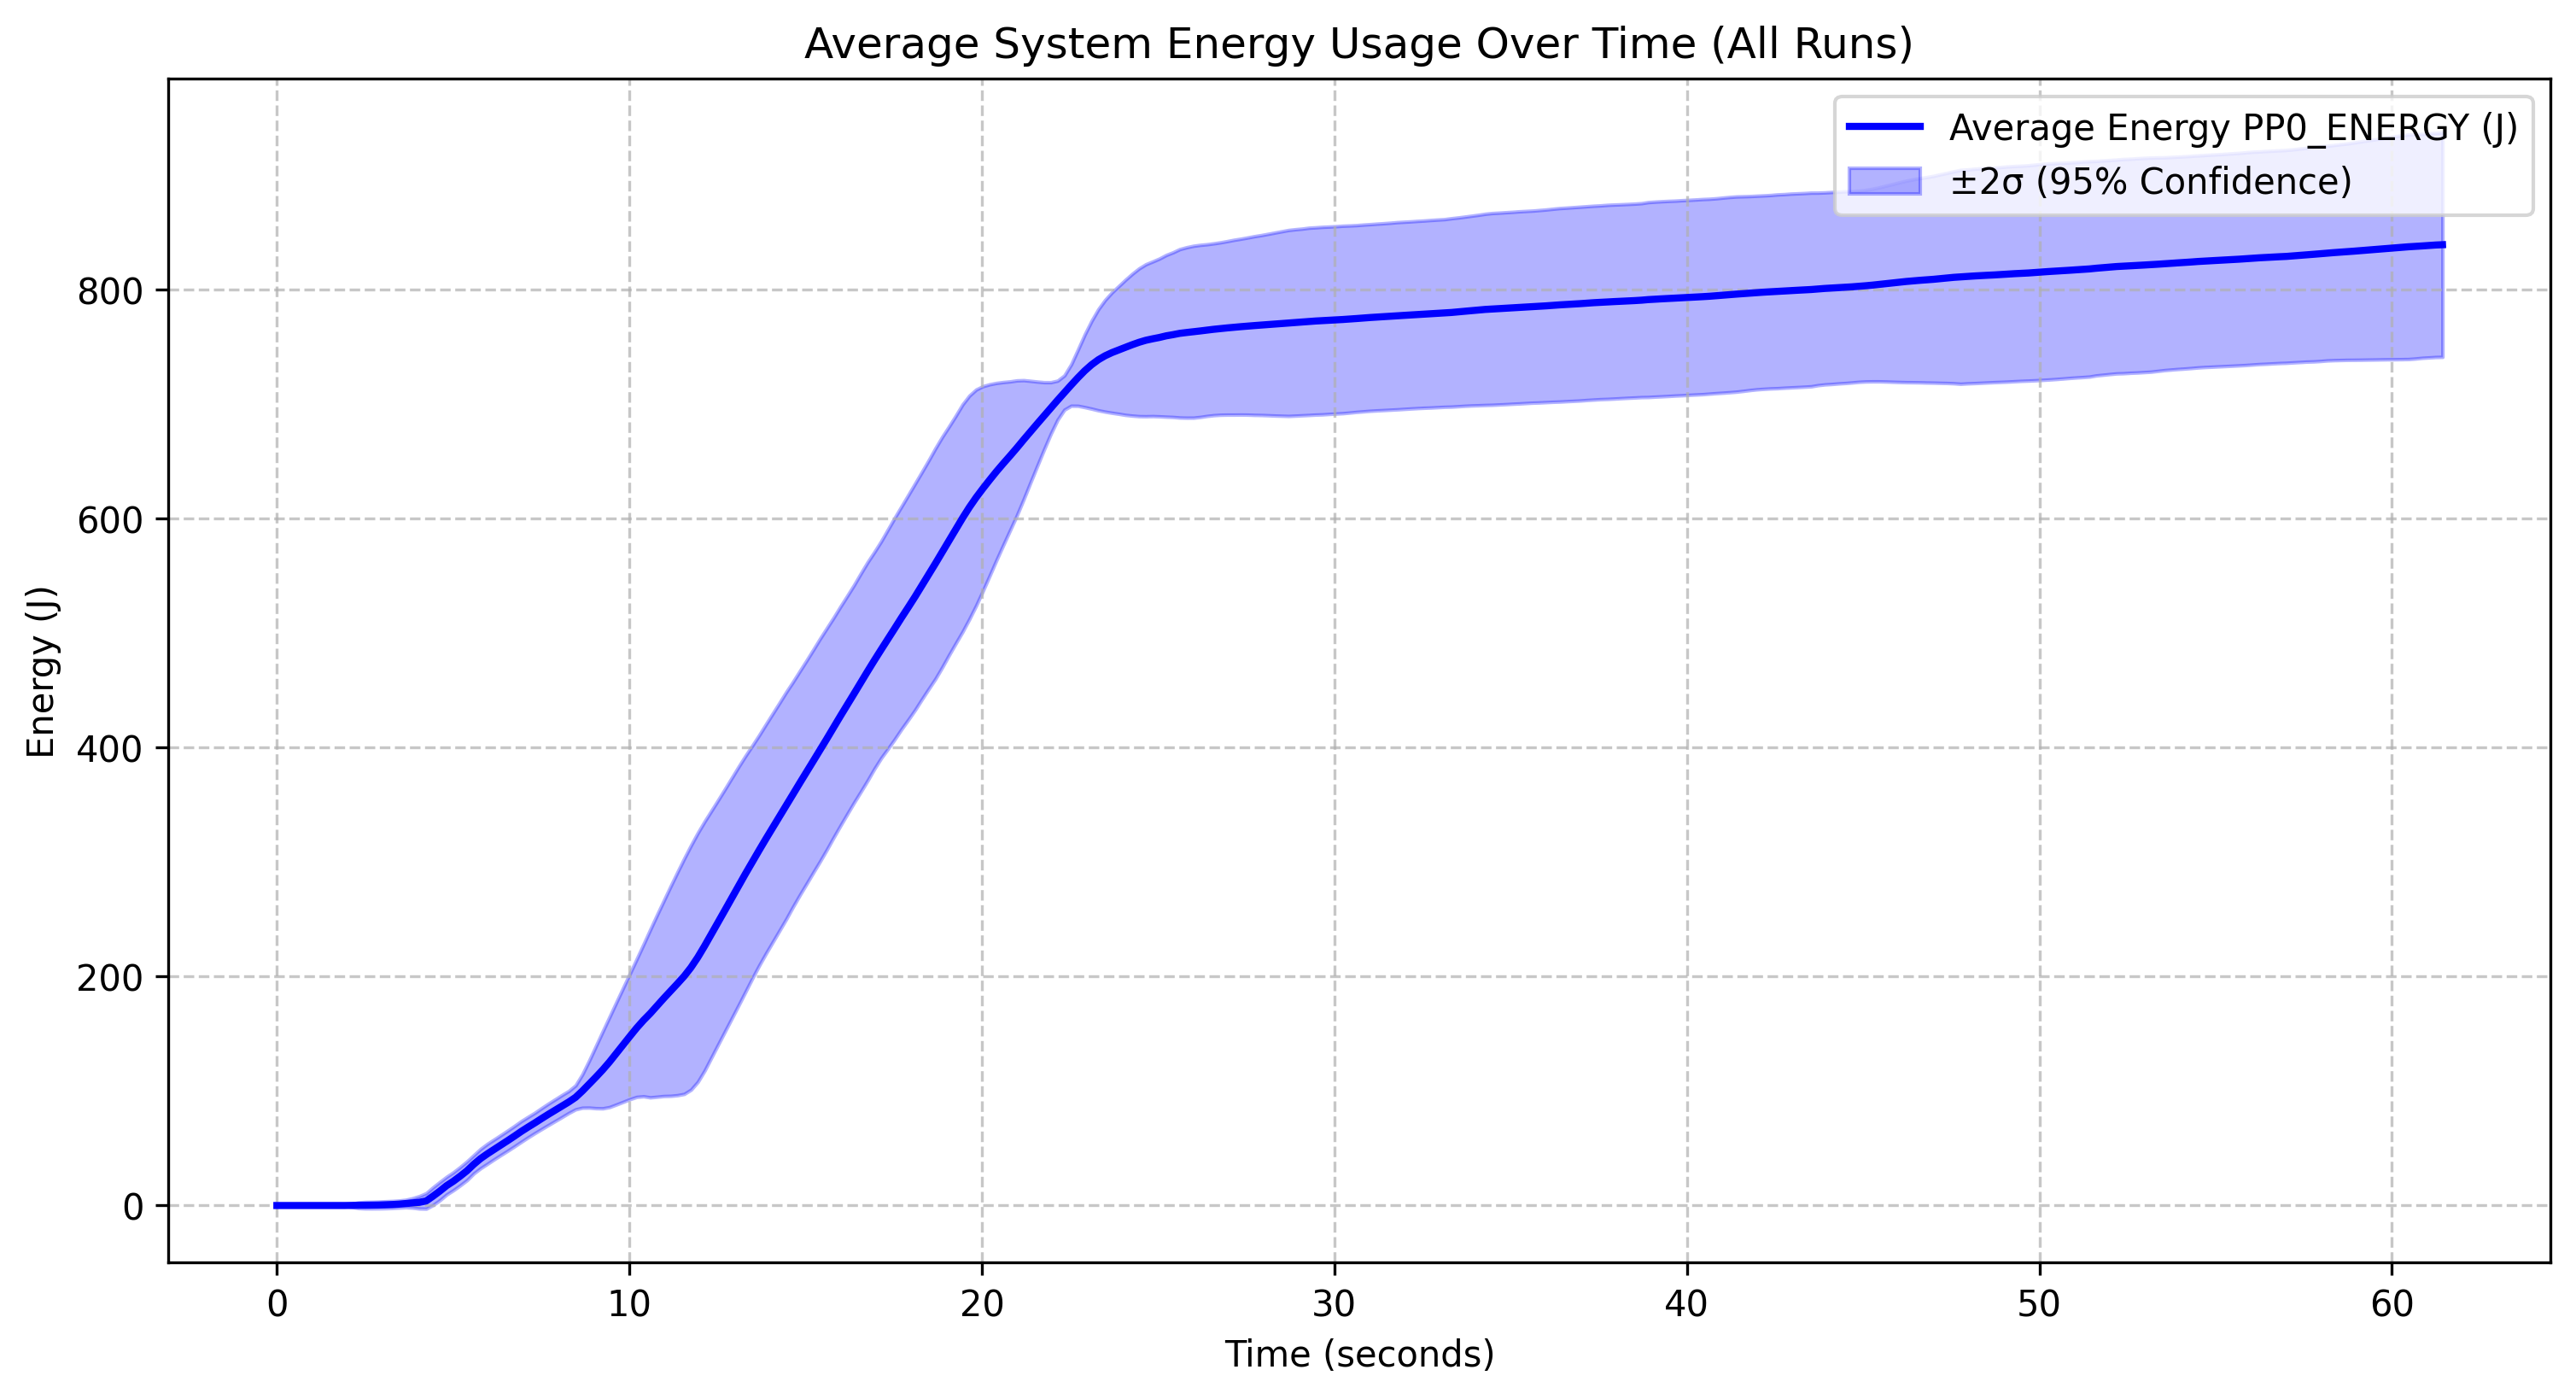 Average System Energy Usage Over Time (All Runs)
Average Energy PP0_ENERGY (J)
±2σ (95% Confidence)
Energy (J)
800
600
400
200
0
0 10 20 30 40 50 60
Time (seconds)